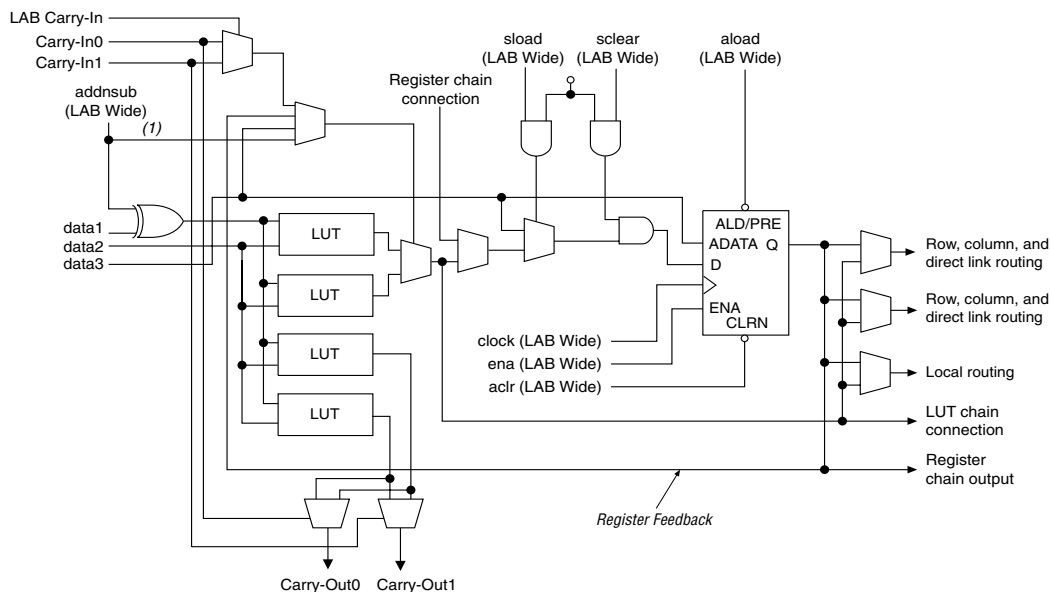 LAB Carry-In
Carry-In0
Carry-In1
addnsub
(LAB Wide)
(1)
Register chain
connection
sload
(LAB Wide)
sclear
(LAB Wide)
aload
(LAB Wide)
data1
data2
data3
LUT
LUT
LUT
LUT
ALD/PRE
ADATA Q
D
ENA
CLRN
clock (LAB Wide)
ena (LAB Wide)
aclr (LAB Wide)
Row, column, and
direct link routing
Row, column, and
direct link routing
Local routing
LUT chain
connection
Register
chain output
Register Feedback
Carry-Out0
Carry-Out1